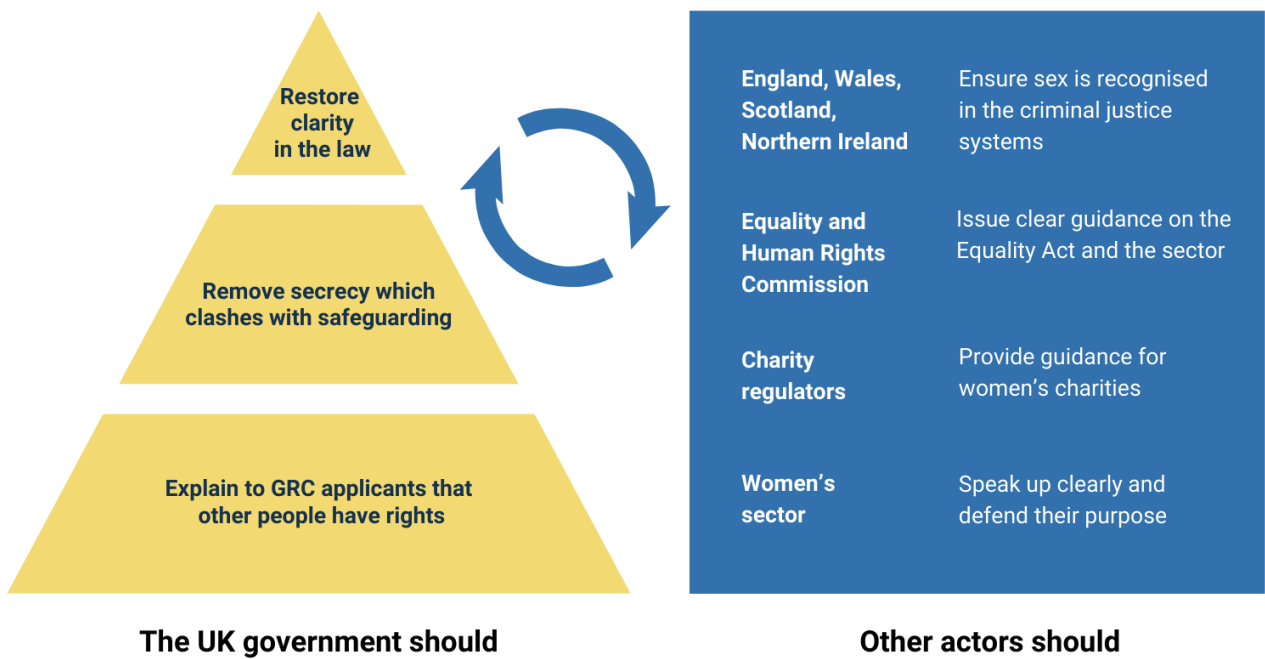 Restore
clarity
in the law
Remove secrecy which
clashes with safeguarding
Explain to GRC applicants that
other people have rights
The UK government should
England, Wales,
Scotland,
Northern Ireland
Ensure sex is recognised
in the criminal justice
systems
Equality and
Human Rights
Commission
Issue clear guidance on the
Equality Act and the sector
Charity
regulators
Provide guidance for
women’s charities
Women’s
sector
Speak up clearly and
defend their purpose
Other actors should